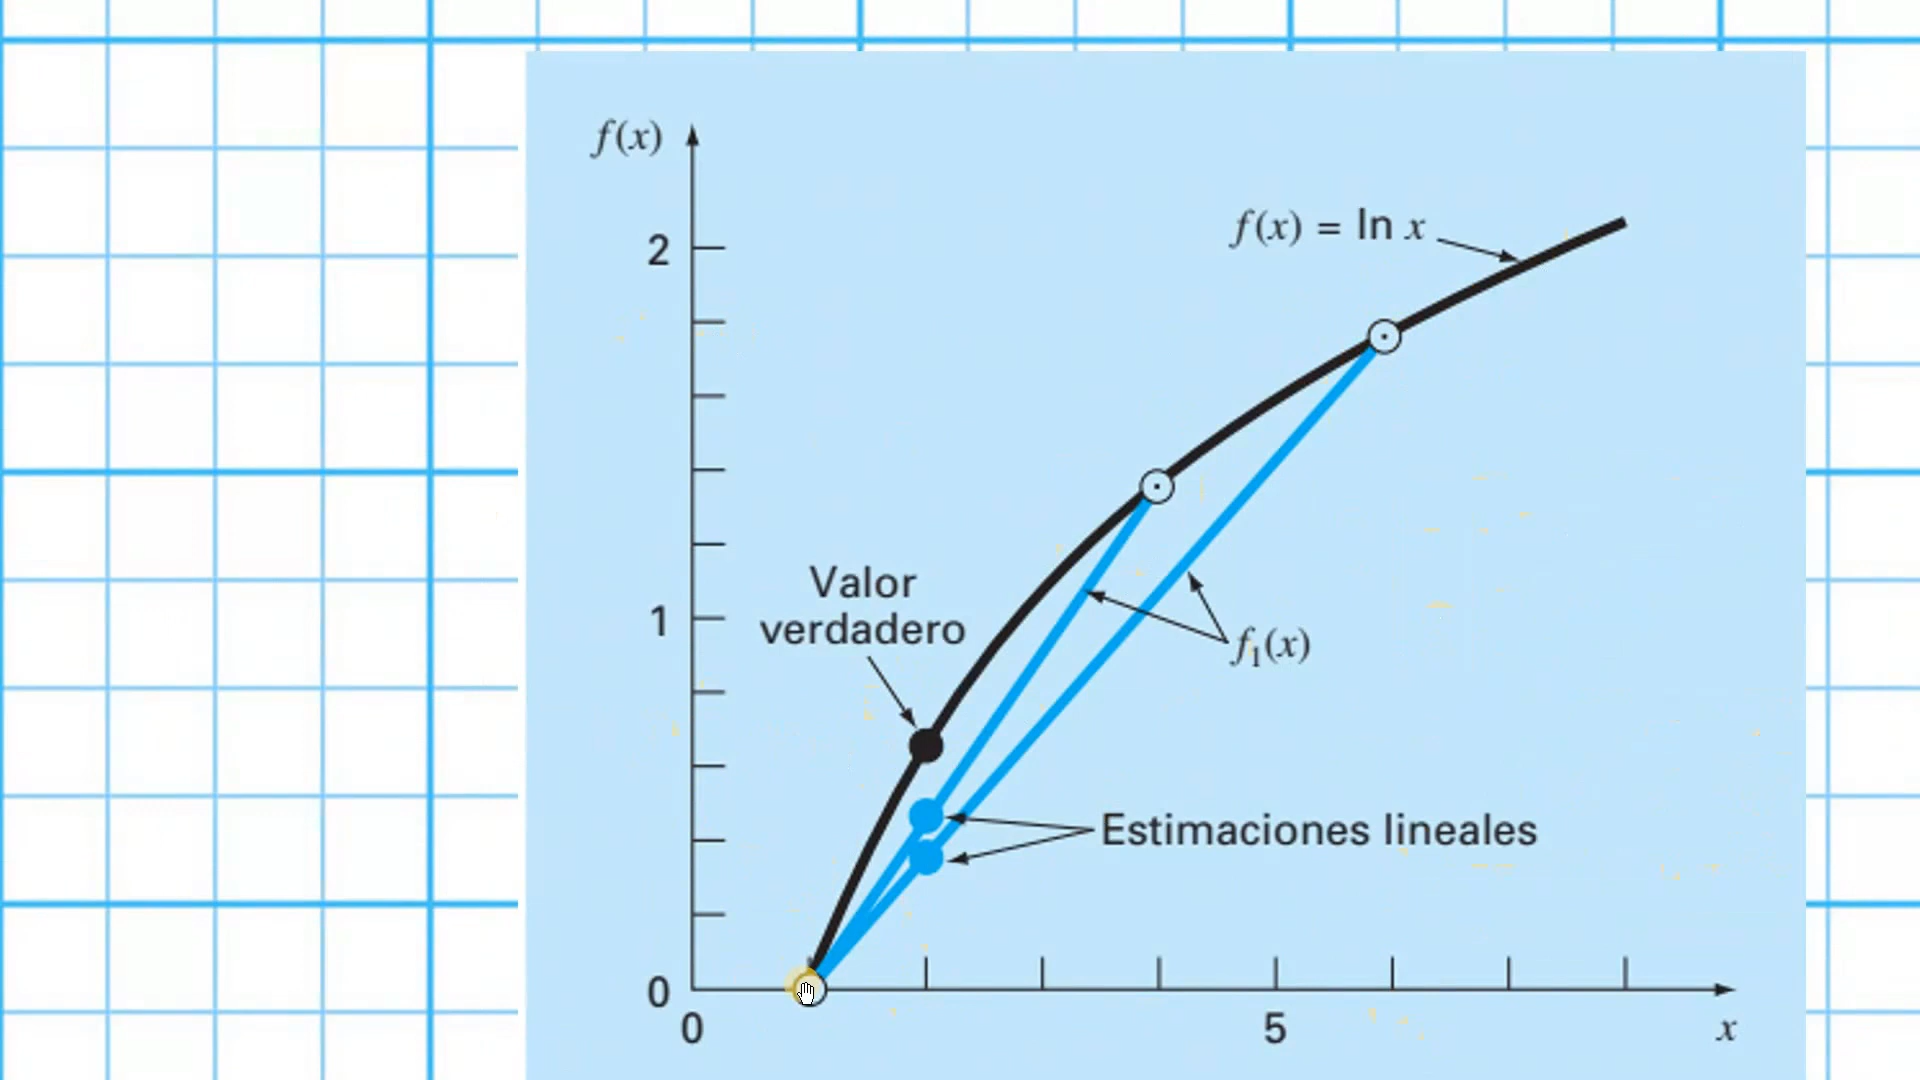 f(x)
2
f(x) = ln x
1
Valor
verdadero
f₁(x)
Estimaciones lineales
0
0
5
x